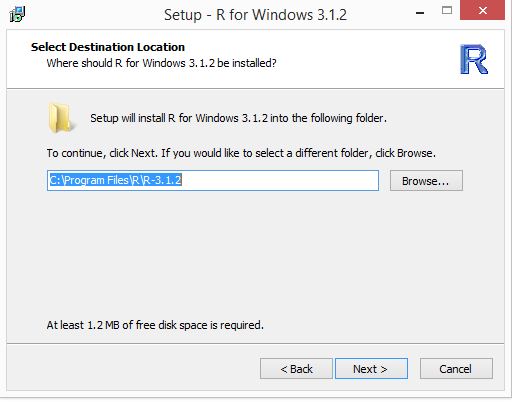 Setup - R for Windows 3.1.2
Select Destination Location
Where should R for Windows 3.1.2 be installed?
R
Setup will install R for Windows 3.1.2 into the following folder.
To continue, click Next. If you would like to select a different folder, click Browse.
C:\Program Files\R\R-3.1.2
Browse...
At least 1.2 MB of free disk space is required.
< Back
Next >
Cancel